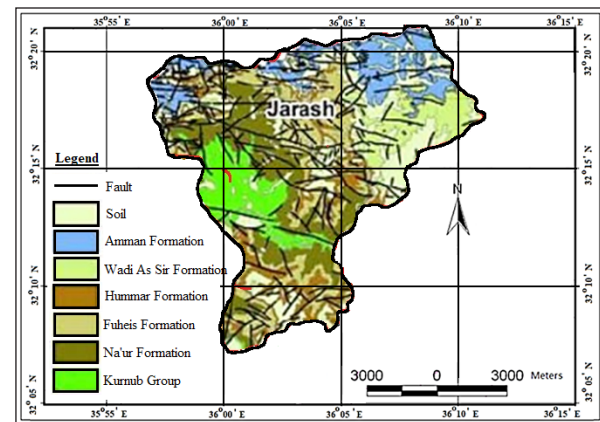 35°55' E 36°00' E 36°05' E 36°10' E 36°15' E
32°20' N 32°20' N
Jarash
32°15' N 32°15' N
Legend
Fault
N
Soil
Amman Formation
Wadi As Sir Formation
32°10' N 32°10' N
Hummar Formation
Fuheis Formation
Na'ur Formation
Kurnub Group
3000 0 3000 Meters
32°05' N 32°05' N
35°55' E 36°00' E 36°05' E 36°10' E 36°15' E